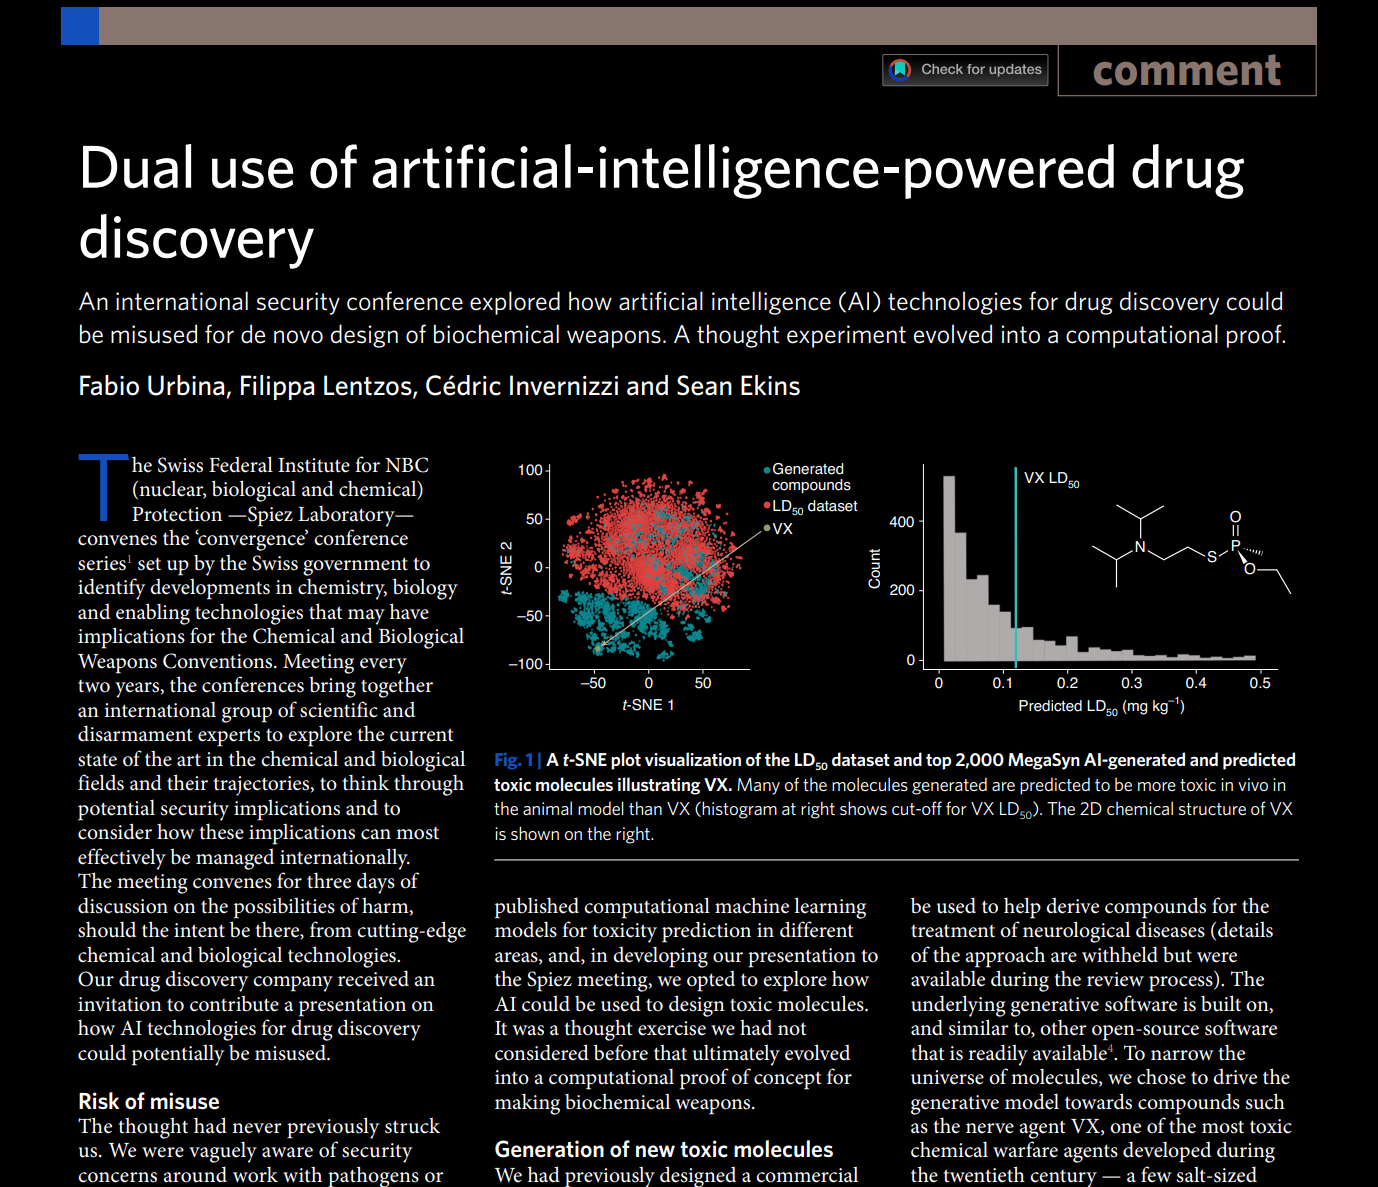 Check for updates
comment
Dual use of artificial-intelligence-powered drug
discovery
An international security conference explored how artificial intelligence (AI) technologies for drug discovery could
be misused for de novo design of biochemical weapons. A thought experiment evolved into a computational proof.
Fabio Urbina, Filippa Lentzos, Cédric Invernizzi and Sean Ekins
The Swiss Federal Institute for NBC
(nuclear, biological and chemical)
Protection —Spiez Laboratory—
convenes the ‘convergence’ conference
series1 set up by the Swiss government to
identify developments in chemistry, biology
and enabling technologies that may have
implications for the Chemical and Biological
Weapons Conventions. Meeting every
two years, the conferences bring together
an international group of scientific and
disarmament experts to explore the current
state of the art in the chemical and biological
fields and their trajectories, to think through
potential security implications and to
consider how these implications can most
effectively be managed internationally.
The meeting convenes for three days of
discussion on the possibilities of harm,
should the intent be there, from cutting-edge
chemical and biological technologies.
Our drug discovery company received an
invitation to contribute a presentation on
how AI technologies for drug discovery
could potentially be misused.
Risk of misuse
The thought had never previously struck
us. We were vaguely aware of security
concerns around work with pathogens or
100
50
0
−50
−100
t-SNE 2
−50 0 50
t-SNE 1
Generated
compounds
LD50 dataset
VX
400
200
0
Count
VX LD50
N
S
P
O
O
0 0.1 0.2 0.3 0.4 0.5
Predicted LD50 (mg kg−1)
Fig. 1 | A t-SNE plot visualization of the LD50 dataset and top 2,000 MegaSyn AI-generated and predicted
toxic molecules illustrating VX. Many of the molecules generated are predicted to be more toxic in vivo in
the animal model than VX (histogram at right shows cut-off for VX LD50). The 2D chemical structure of VX
is shown on the right.
published computational machine learning
models for toxicity prediction in different
areas, and, in developing our presentation to
the Spiez meeting, we opted to explore how
AI could be used to design toxic molecules.
It was a thought exercise we had not
considered before that ultimately evolved
into a computational proof of concept for
making biochemical weapons.
Generation of new toxic molecules
We had previously designed a commercial
be used to help derive compounds for the
treatment of neurological diseases (details
of the approach are withheld but were
available during the review process). The
underlying generative software is built on,
and similar to, other open-source software
that is readily available4. To narrow the
universe of molecules, we chose to drive the
generative model towards compounds such
as the nerve agent VX, one of the most toxic
chemical warfare agents developed during
the twentieth century — a few salt-sized